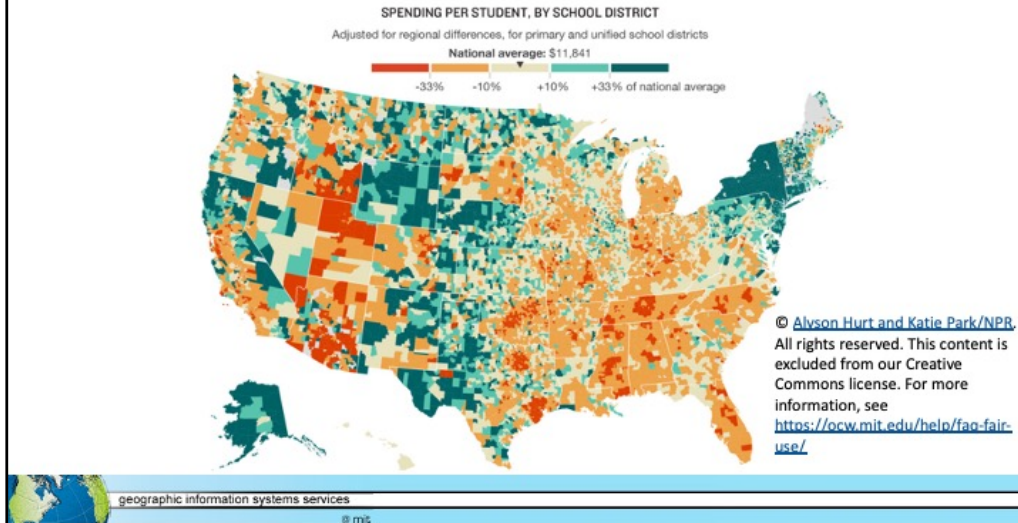 SPENDING PER STUDENT, BY SCHOOL DISTRICT
Adjusted for regional differences, for primary and unified school districts
National average: $11,841
-33% -10% +10% +33% of national average
© Alyson Hurt and Katie Park/NPR.
All rights reserved. This content is
excluded from our Creative
Commons license. For more
information, see
https://ocw.mit.edu/help/faq-fair-
use/
geographic information systems services
@ mit